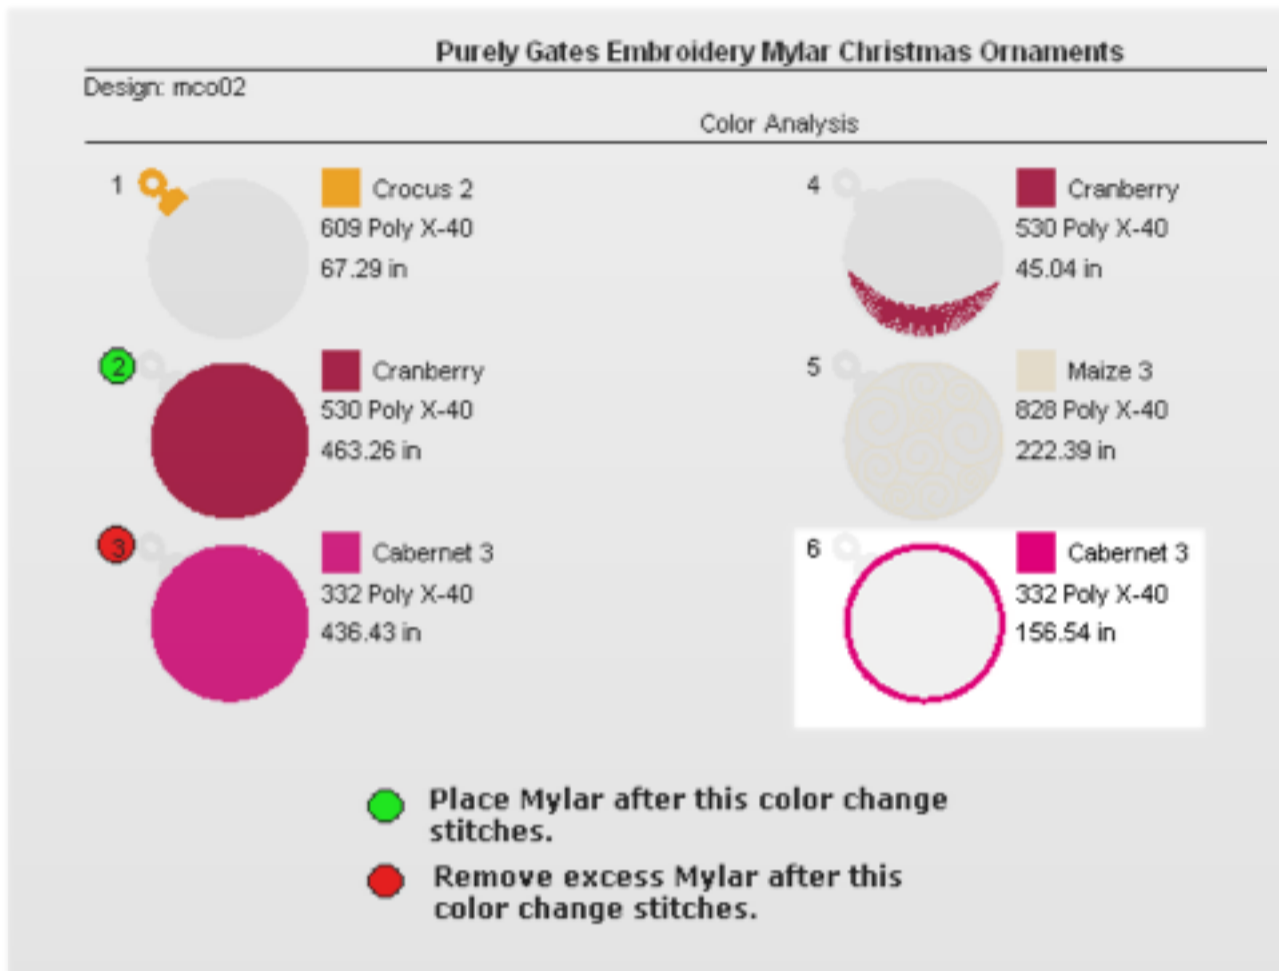 Purely Gates Embroidery Mylar Christmas Ornaments
Design: mco02
Color Analysis
1
Crocus 2
609 Poly X-40
67.29 in
2
Cranberry
530 Poly X-40
463.26 in
3
Cabernet 3
332 Poly X-40
436.43 in
4
Cranberry
530 Poly X-40
45.04 in
5
Maize 3
828 Poly X-40
222.39 in
6
Cabernet 3
332 Poly X-40
156.54 in
Place Mylar after this color change
stitches.
Remove excess Mylar after this
color change stitches.